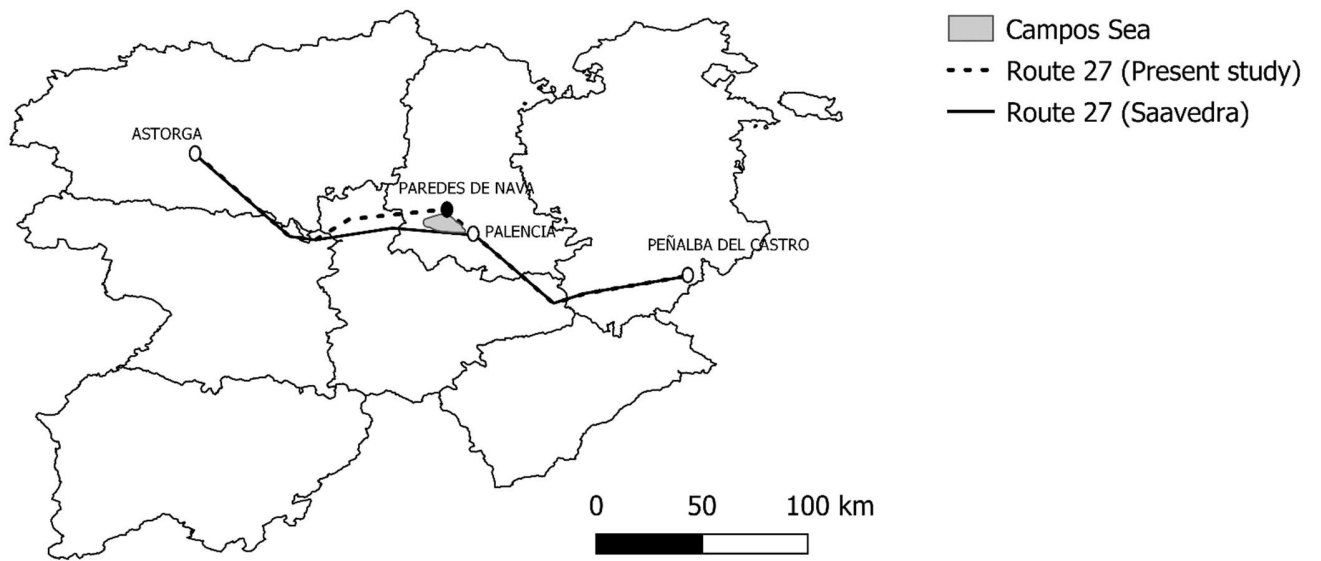 Campos Sea
Route 27 (Present study)
Route 27 (Saavedra)
ASTORGA
PAREDES DE NAVA
PALENCIA
PEÑALBA DEL CASTRO
0 50 100 km